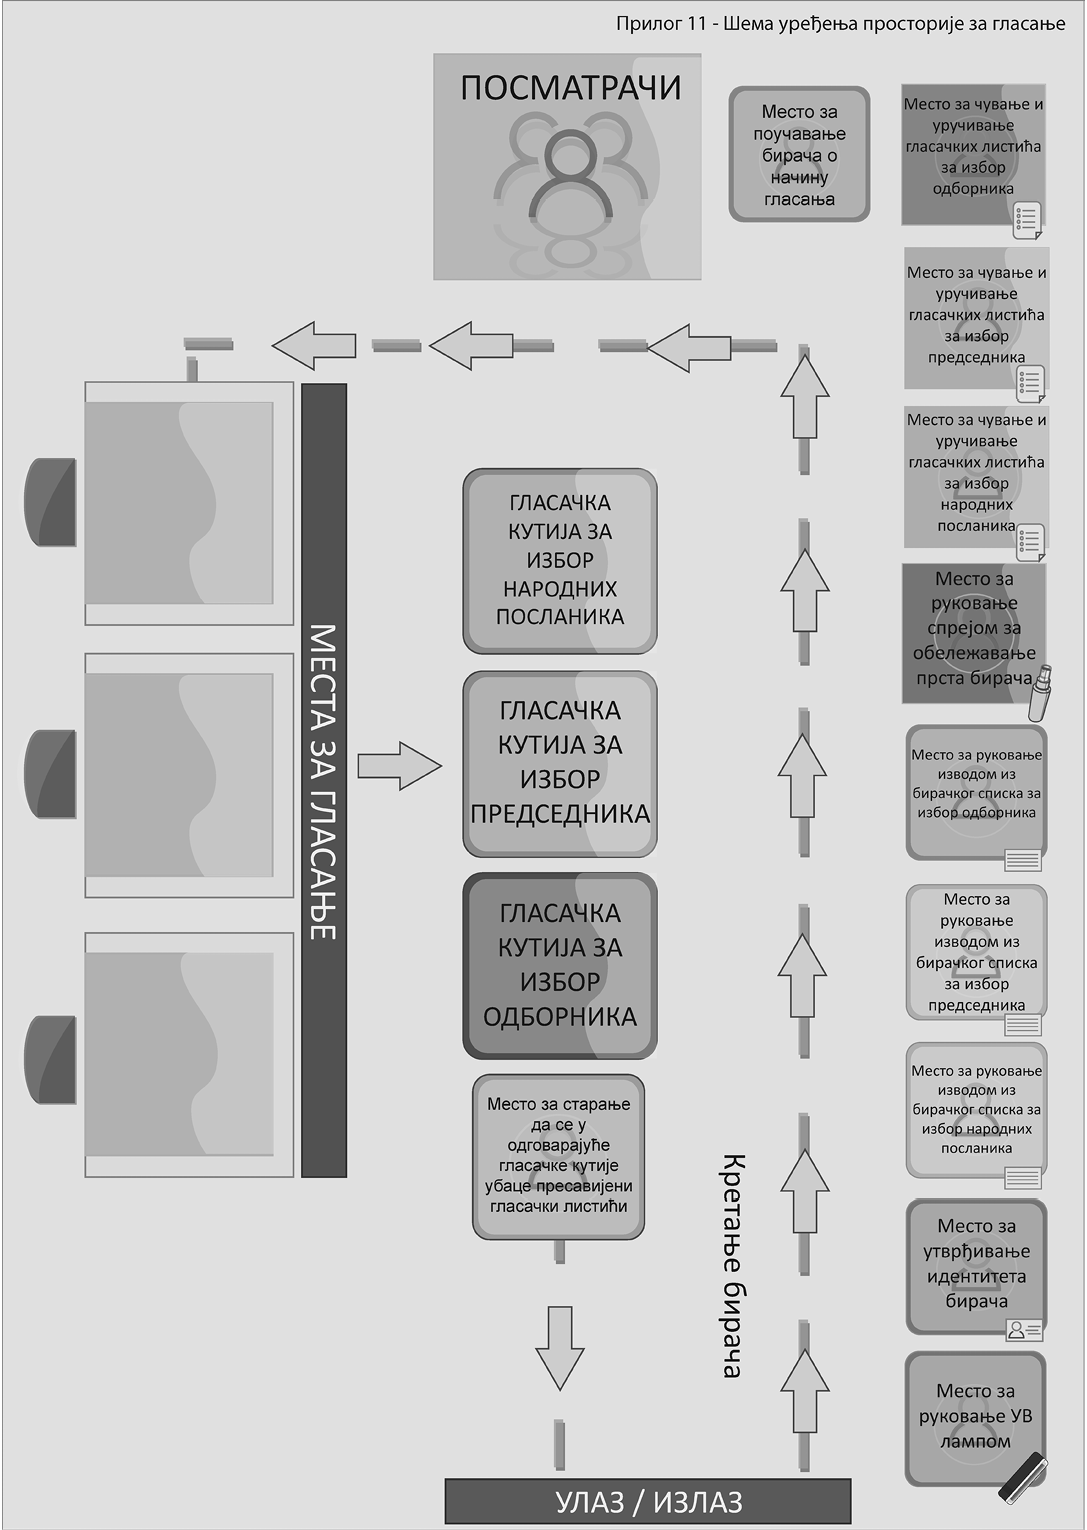 Прилог 11 - Шема уређења просторије за гласање
ПОСМАТРАЧИ
Место за
поучавање
бирача о
начину
гласања
Место за чување и
уручивање
гласачких листића
за избор
одборника
Место за чување и
уручивање
гласачких листића
за избор
председника
Место за чување и
уручивање
гласачких листића
за избор
народних
посланика
Место за
руковање
спрејом за
обележавање
прста бирача
Место за руковање
изводом из
бирачког списка за
избор одборника
Место за
руковање
изводом из
бирачког списка
за избор
председника
Место за руковање
изводом из
бирачког списка за
избор народних
посланика
Место за
утврђивање
идентитета
бирача
Место за
руковање УВ
лампом
МЕСТА ЗА ГЛАСАЊЕ
ГЛАСАЧКА
КУТИЈА ЗА
ИЗБОР
НАРОДНИХ
ПОСЛАНИКА
ГЛАСАЧКА
КУТИЈА ЗА
ИЗБОР
ПРЕДСЕДНИКА
ГЛАСАЧКА
КУТИЈА ЗА
ИЗБОР
ОДБОРНИКА
Место за старање
да се у
одговарајуће
гласачке кутије
убаце пресавијени
гласачки листићи
Кретање бирача
УЛАЗ / ИЗЛАЗ